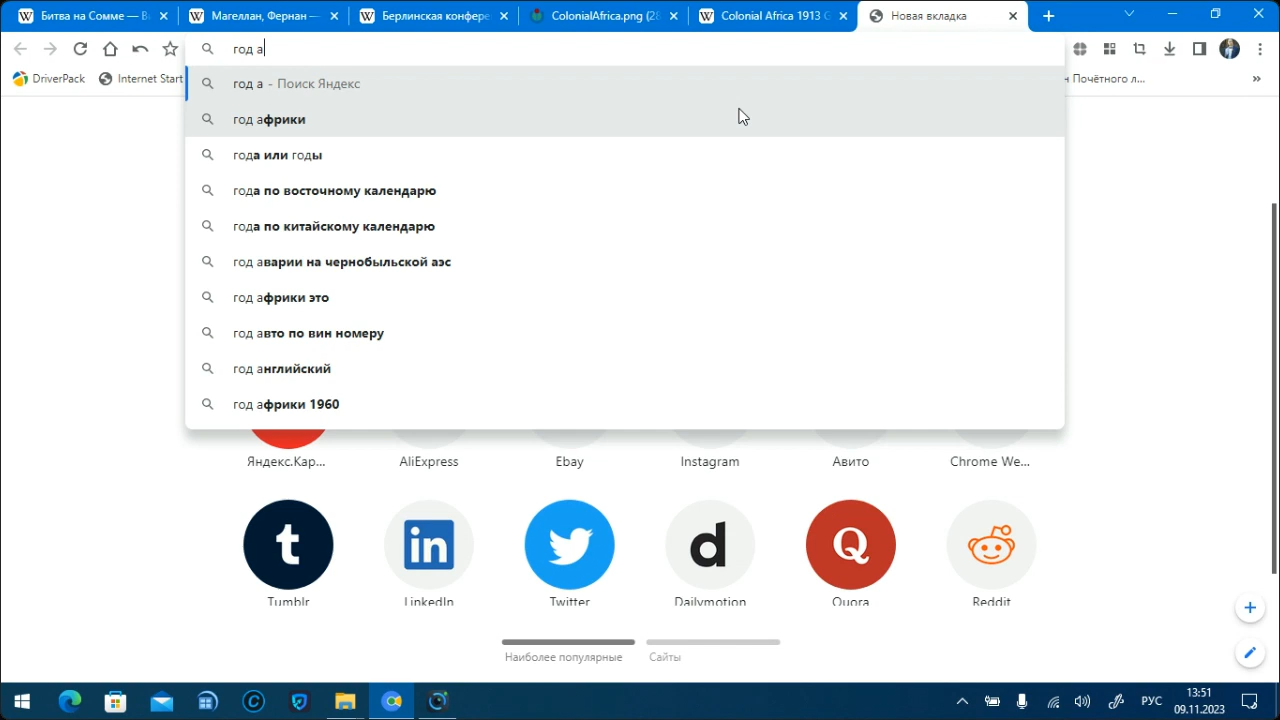 Битва на Сомме — Ви
Магеллан, Фернан —
Берлинская конфере
ColonialAfrica.png (28
Colonial Africa 1913 G
Новая вкладка
год а
DriverPack
Internet Start
н Почётного л...
»
год а - Поиск Яндекс
год африки
года или годы
года по восточному календарю
года по китайскому календарю
год аварии на чернобыльской аэс
год африки это
год авто по вин номеру
год английский
год африки 1960
Яндекс.Кар...
AliExpress
Ebay
Instagram
Авито
Chrome We...
Tumblr
LinkedIn
Twitter
Dailymotion
Quora
Reddit
Наиболее популярные
Сайты
РУС
13:51
09.11.2023